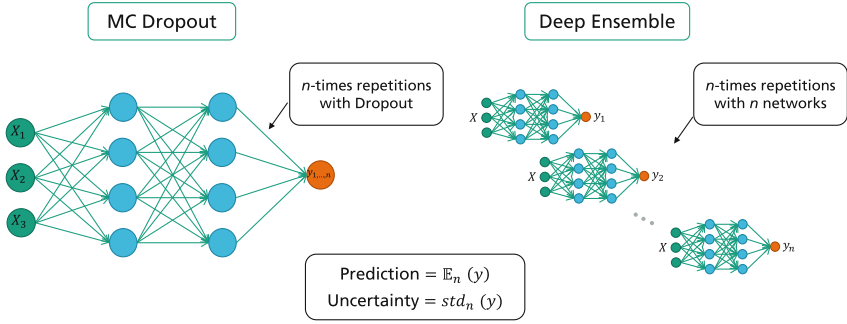 MC Dropout
Deep Ensemble
n-times repetitions
with Dropout
n-times repetitions
with n networks
X₁
X₂
X₃
y₁,..,ₙ
X
y₁
X
y₂
X
yₙ
Prediction = 𝔼ₙ (y)
Uncertainty = stdₙ (y)